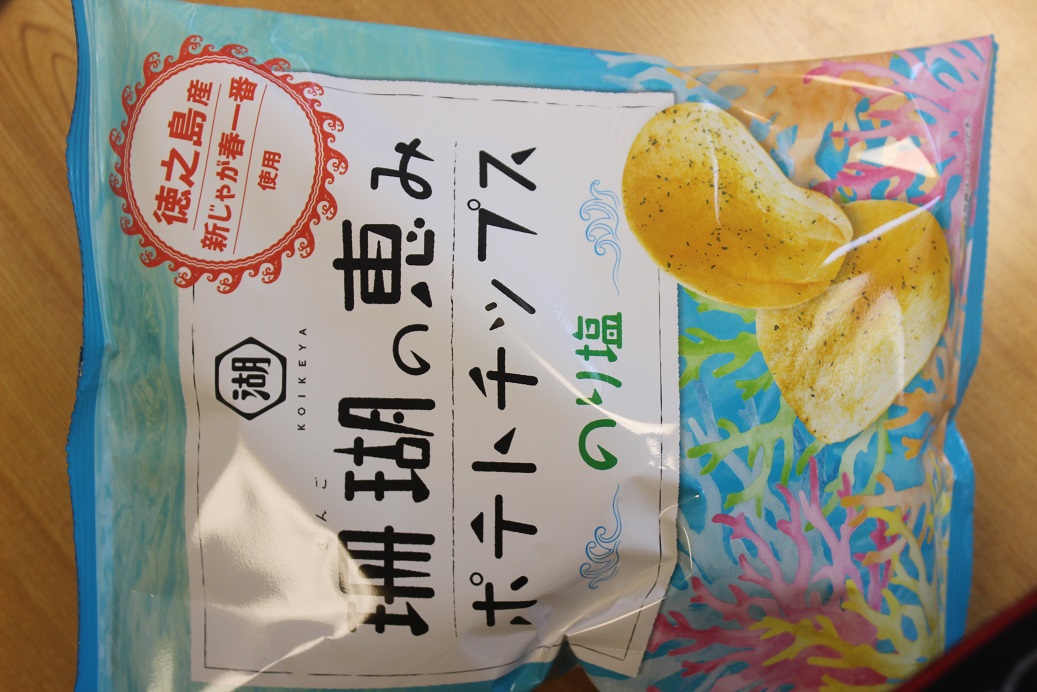 徳之島産
新じゃが春一番
使用
湖
KOIKEYA
んご
珊瑚の恵み
ポテトチップス
のり塩